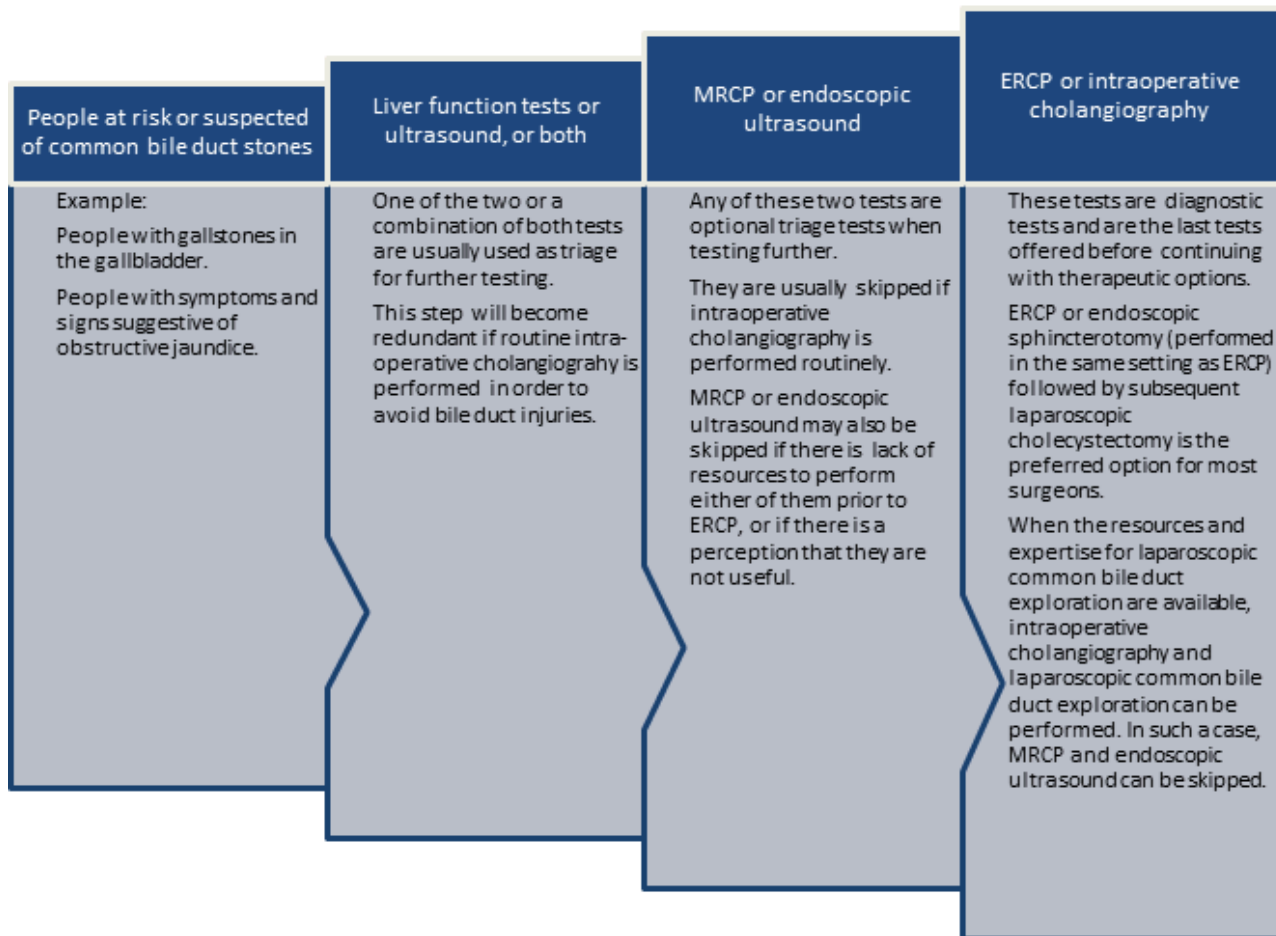 People at risk or suspected
of common bile duct stones
Example:
People with gallstones in
the gallbladder.
People with symptoms and
signs suggestive of
obstructive jaundice.
Liver function tests or
ultrasound, or both
One of the two or a
combination of both tests
are usually used as triage
for further testing.
This step will become
redundant if routine intra-
operative cholangiograhy is
performed in order to
avoid bile duct injuries.
MRCP or endoscopic
ultrasound
Any of these two tests are
optional triage tests when
testing further.
They are usually skipped if
intraoperative
cholangiography is
performed routinely.
MRCP or endoscopic
ultrasound may also be
skipped if there is lack of
resources to perform
either of them prior to
ERCP, or if there is a
perception that they are
not useful.
ERCP or intraoperative
cholangiography
These tests are diagnostic
tests and are the last tests
offered before continuing
with therapeutic options.
ERCP or endoscopic
sphincterotomy (performed
in the same setting as ERCP)
followed by subsequent
laparoscopic
cholecystectomy is the
preferred option for most
surgeons.
When the resources and
expertise for laparoscopic
common bile duct
exploration are available,
intraoperative
cholangiography and
laparoscopic common bile
duct exploration can be
performed. In such a case,
MRCP and endoscopic
ultrasound can be skipped.